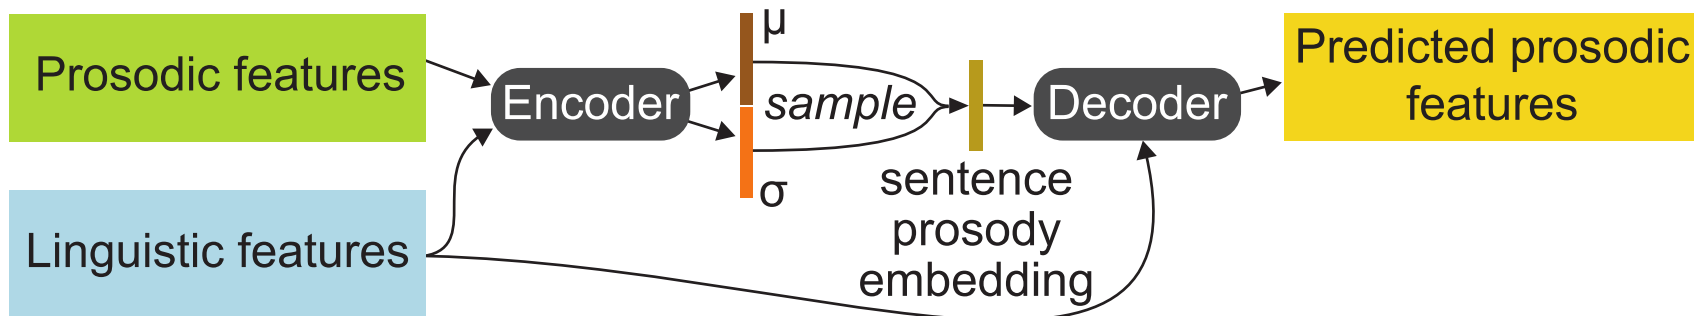 Prosodic features
Linguistic features
Encoder
μ
σ
sample
sentence
prosody
embedding
Decoder
Predicted prosodic
features